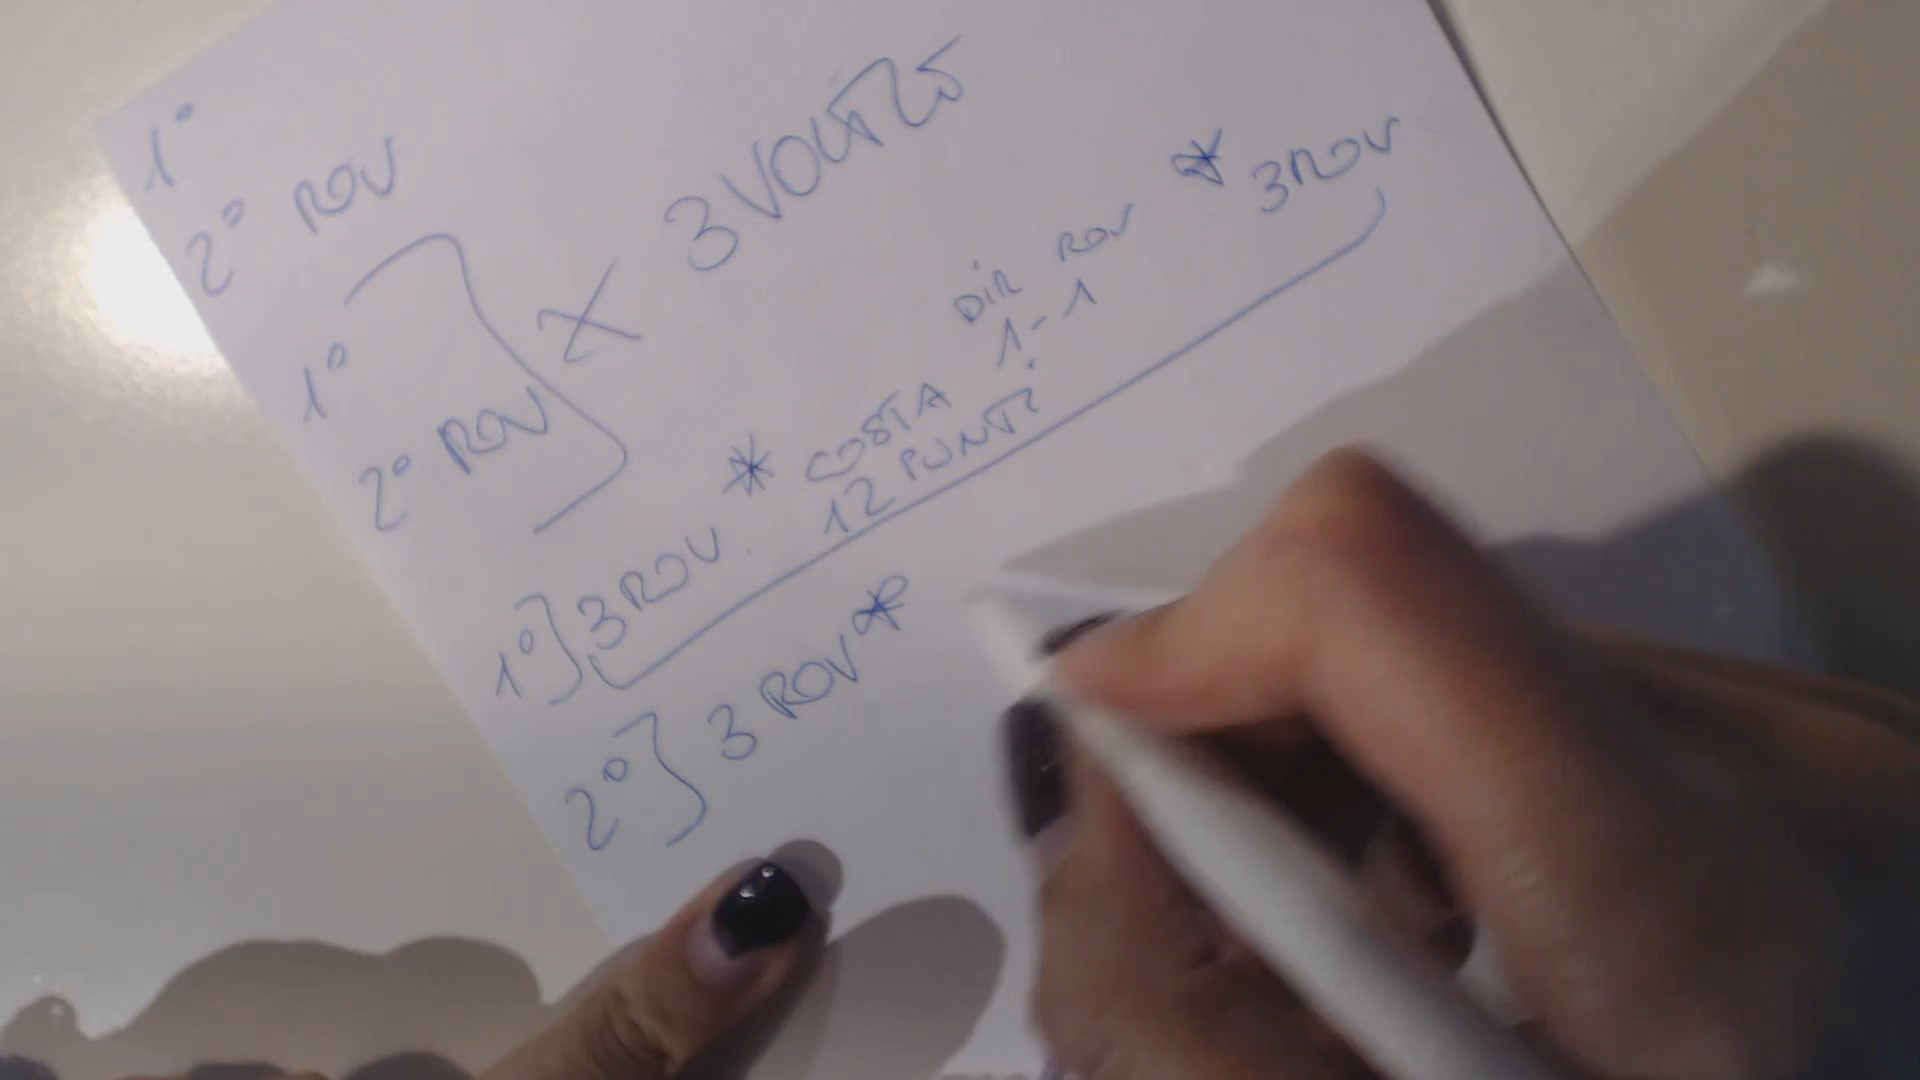 1°
2° ROV
1°
2° ROV
X 3 VOLTE
1° 3 ROV. * COSTA DIR ROV * 3 ROV
12 PUNTI 1-1
2° 3 ROV *